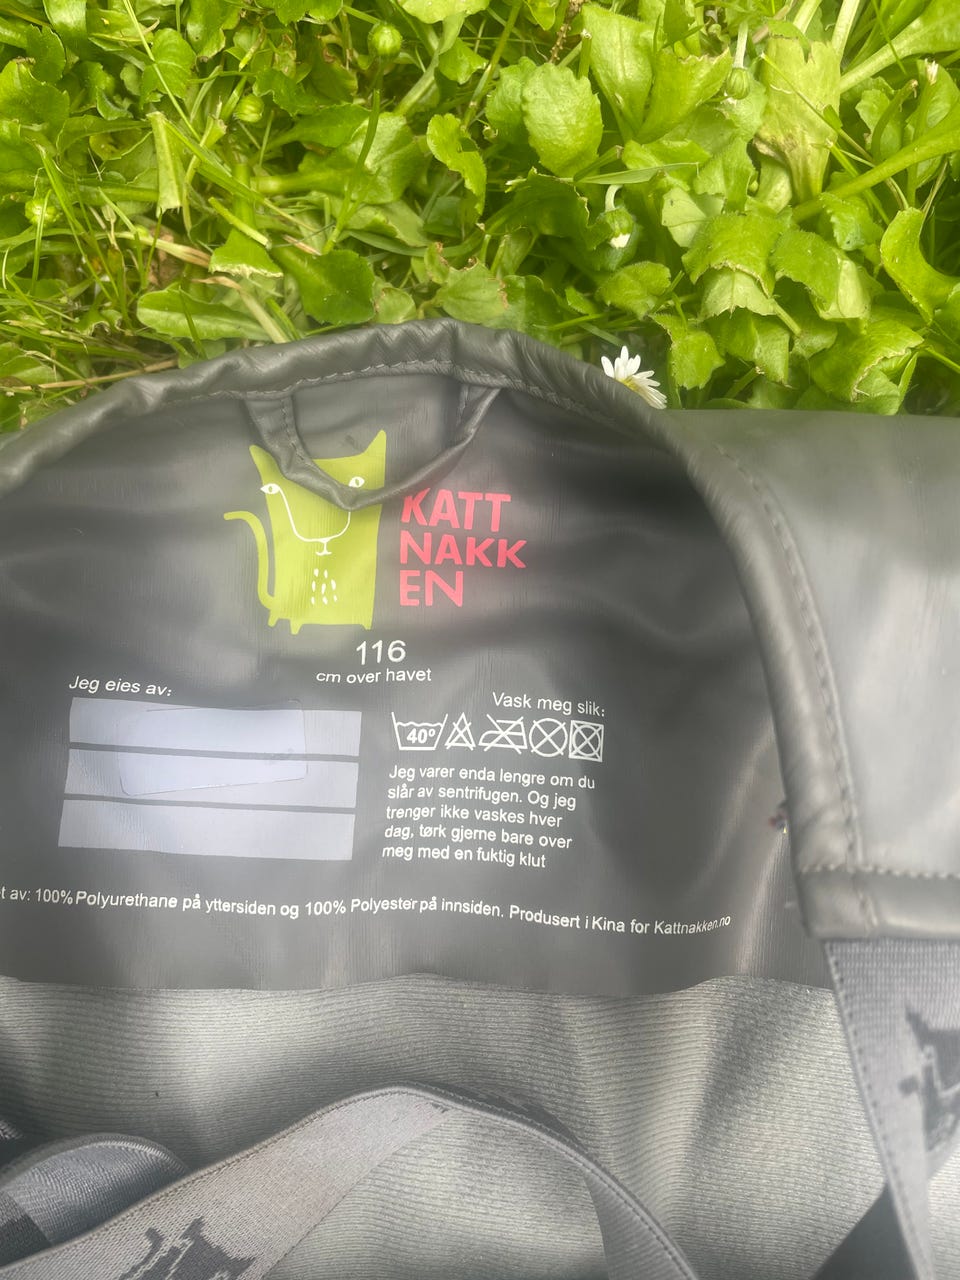 KATT
NAKK
EN
116
cm over havet
Jeg eies av:
Vask meg slik:
40°
Jeg varer enda lengre om du
slår av sentrifugen. Og jeg
trenger ikke vaskes hver
dag, tørk gjerne bare over
meg med en fuktig klut
av: 100% Polyurethane på yttersiden og 100% Polyester på innsiden. Produsert i Kina for Kattnakken.no